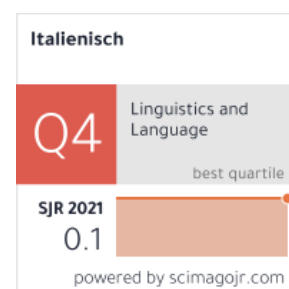 Italienisch
Q4
Linguistics and
Language
best quartile
SJR 2021
0.1
powered by scimagojr.com